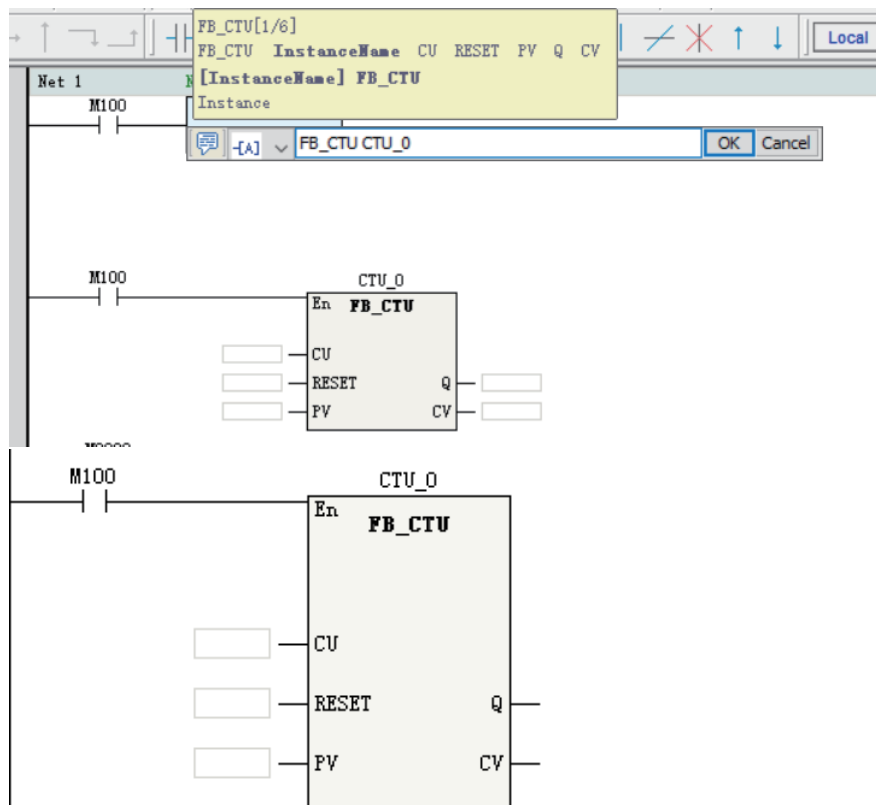 FB_CTU[1/6]
FB_CTU InstanceName CU RESET PV Q CV
[InstanceName] FB_CTU
Instance
Local
Net 1
M100
-[A] FB_CTU CTU_0 OK Cancel
M100
CTU_0
En FB_CTU
CU
RESET Q
PV CV
M100
CTU_0
En
FB_CTU
CU
RESET Q
PV CV